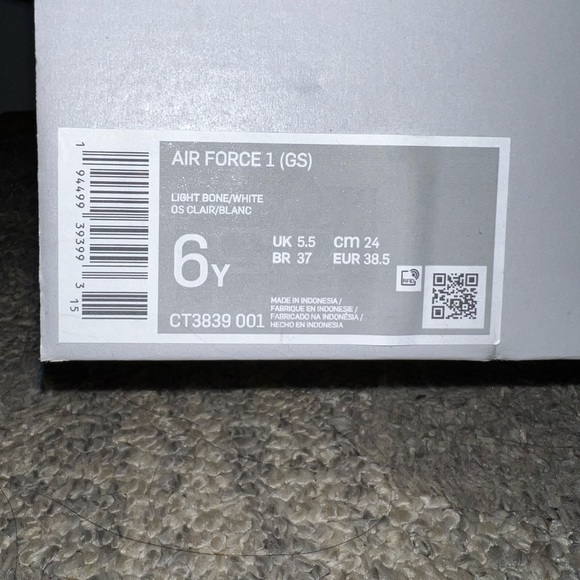 AIR FORCE 1 (GS)
LIGHT BONE/WHITE
OS CLAIR/BLANC
6Y
UK 5.5 cm 24
BR 37 EUR 38.5
CT3839 001
MADE IN INDONESIA /
FABRIQUE EN INDONESIE /
FABRICADO NA INDONÉSIA /
HECHO EN INDONESIA
1 94499 39399 3 15
RFID